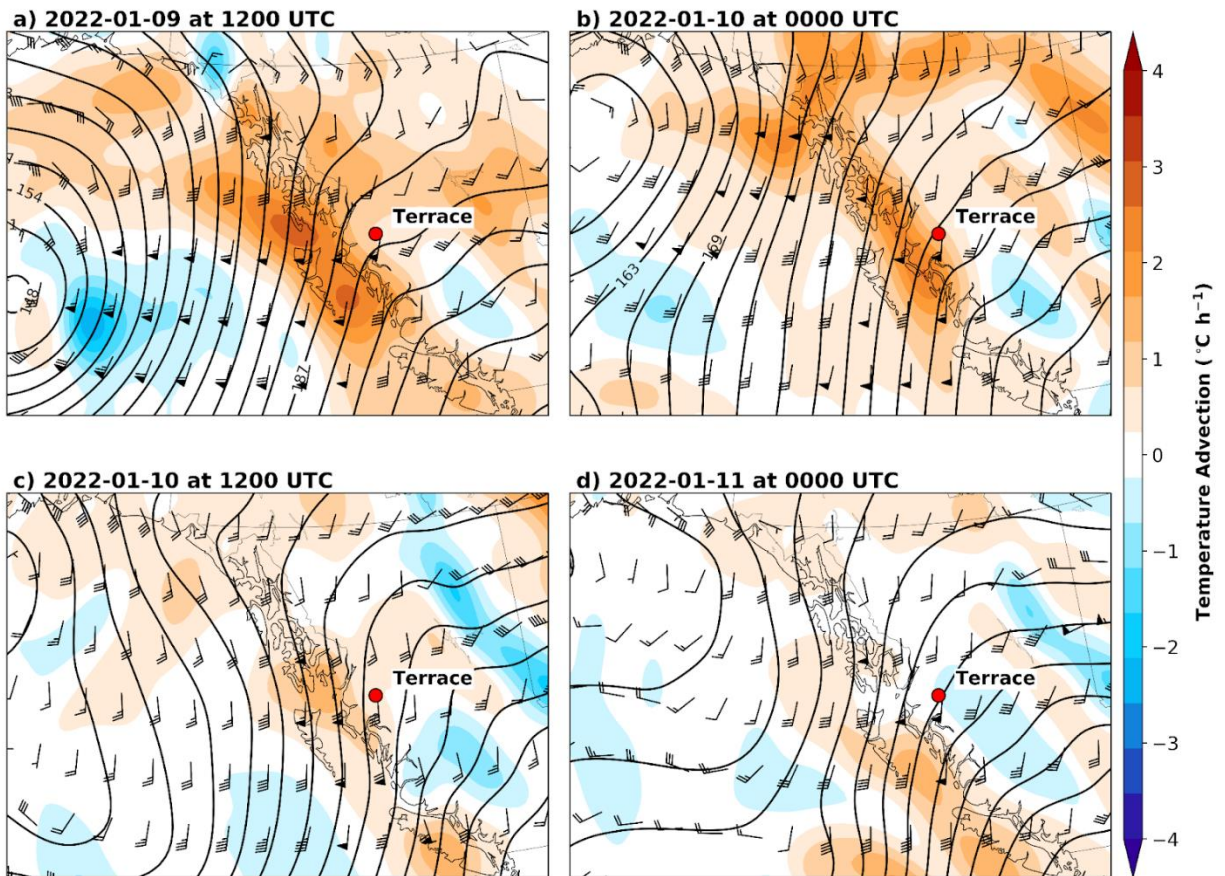 a) 2022-01-09 at 1200 UTC
b) 2022-01-10 at 0000 UTC
154
148
187
Terrace
163
169
Terrace
c) 2022-01-10 at 1200 UTC
d) 2022-01-11 at 0000 UTC
Terrace
Terrace
4
3
2
1
0
−1
−2
−3
−4
Temperature Advection (°C h⁻¹)